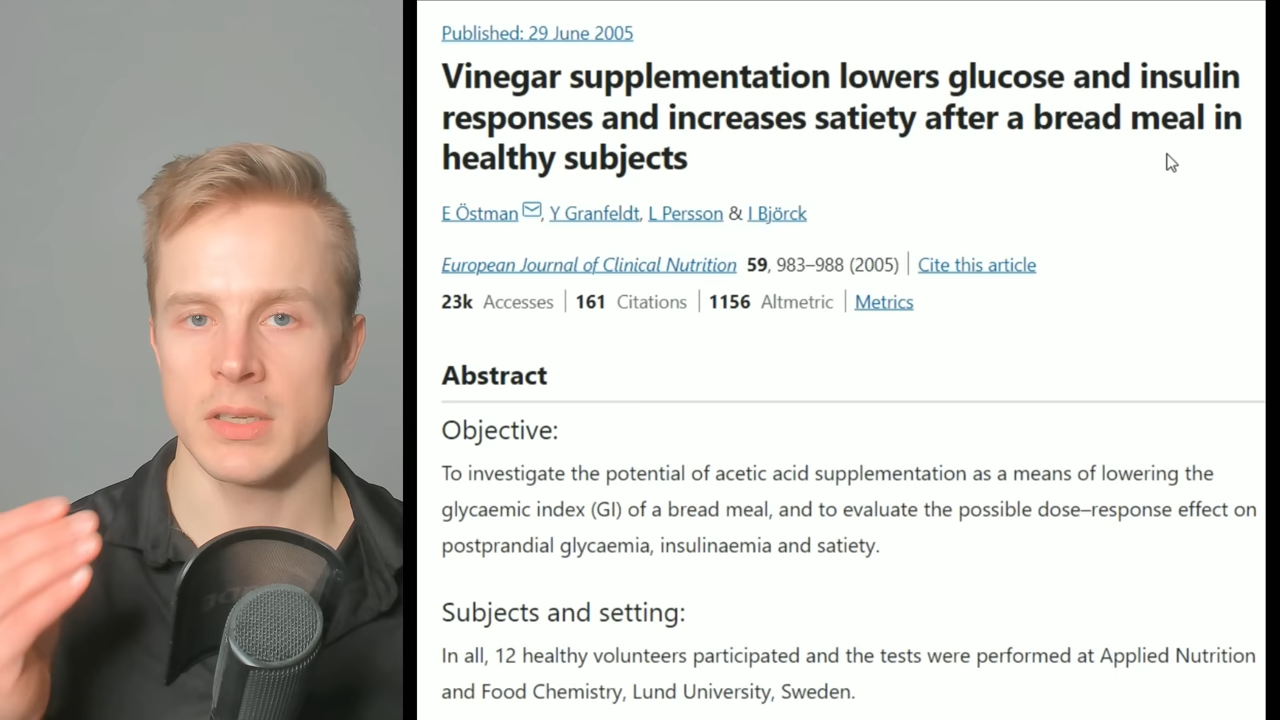 Published: 29 June 2005
Vinegar supplementation lowers glucose and insulin
responses and increases satiety after a bread meal in
healthy subjects
E Östman, Y Granfeldt, L Persson & I Björck
European Journal of Clinical Nutrition 59, 983–988 (2005) | Cite this article
23k Accesses | 161 Citations | 1156 Altmetric | Metrics
Abstract
Objective:
To investigate the potential of acetic acid supplementation as a means of lowering the
glycaemic index (GI) of a bread meal, and to evaluate the possible dose–response effect on
postprandial glycaemia, insulinaemia and satiety.
Subjects and setting:
In all, 12 healthy volunteers participated and the tests were performed at Applied Nutrition
and Food Chemistry, Lund University, Sweden.